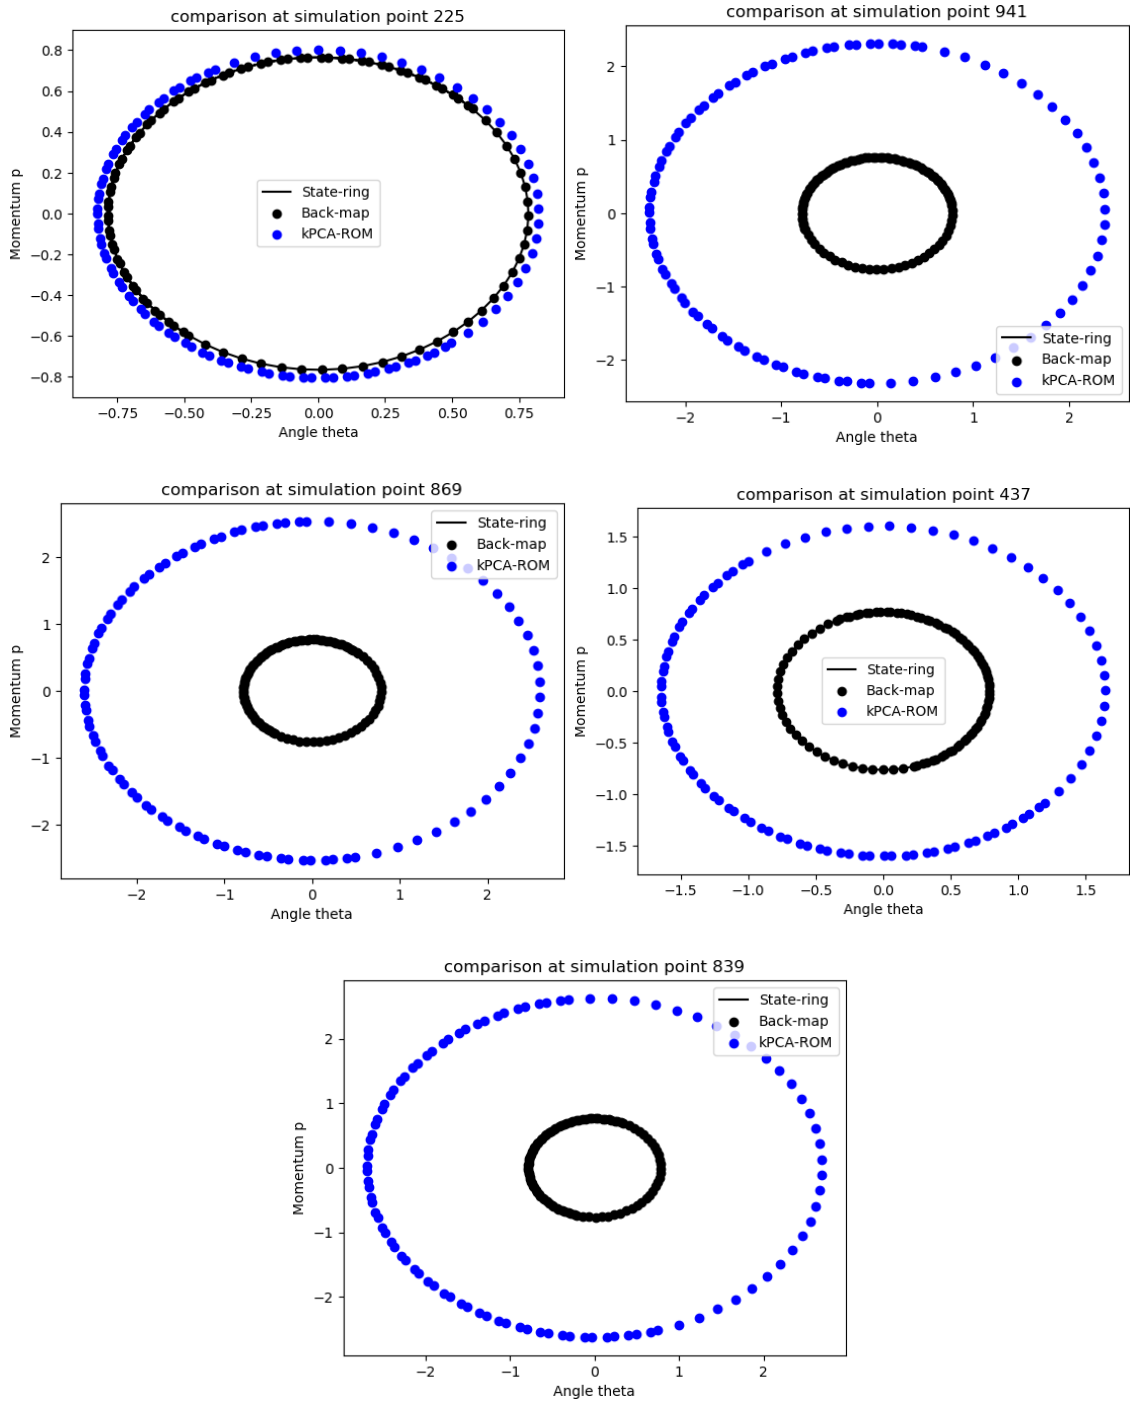 comparison at simulation point 225
Momentum p
0.8
0.6
0.4
0.2
0.0
−0.2
−0.4
−0.6
−0.8
State-ring
Back-map
kPCA-ROM
−0.75 −0.50 −0.25 0.00 0.25 0.50 0.75
Angle theta
comparison at simulation point 941
Momentum p
2
1
0
−1
−2
State-ring
Back-map
kPCA-ROM
−2 −1 0 1 2
Angle theta
comparison at simulation point 869
Momentum p
2
1
0
−1
−2
State-ring
Back-map
kPCA-ROM
−2 −1 0 1 2
Angle theta
comparison at simulation point 437
Momentum p
1.5
1.0
0.5
0.0
−0.5
−1.0
−1.5
State-ring
Back-map
kPCA-ROM
−1.5 −1.0 −0.5 0.0 0.5 1.0 1.5
Angle theta
comparison at simulation point 839
Momentum p
2
1
0
−1
−2
State-ring
Back-map
kPCA-ROM
−2 −1 0 1 2
Angle theta